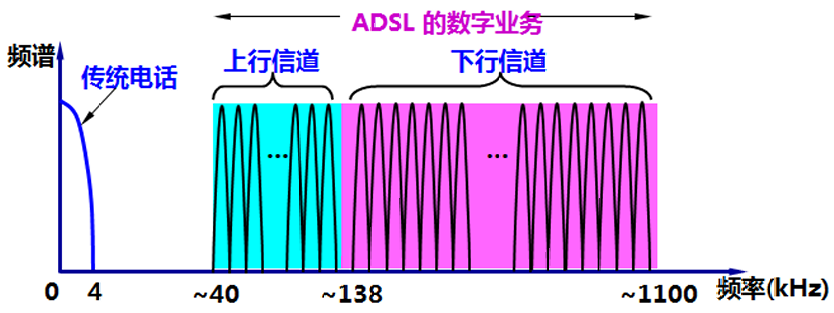 ADSL 的数字业务
频谱
上行信道
下行信道
传统电话
...
...
0
4
~40
~138
~1100
频率(kHz)